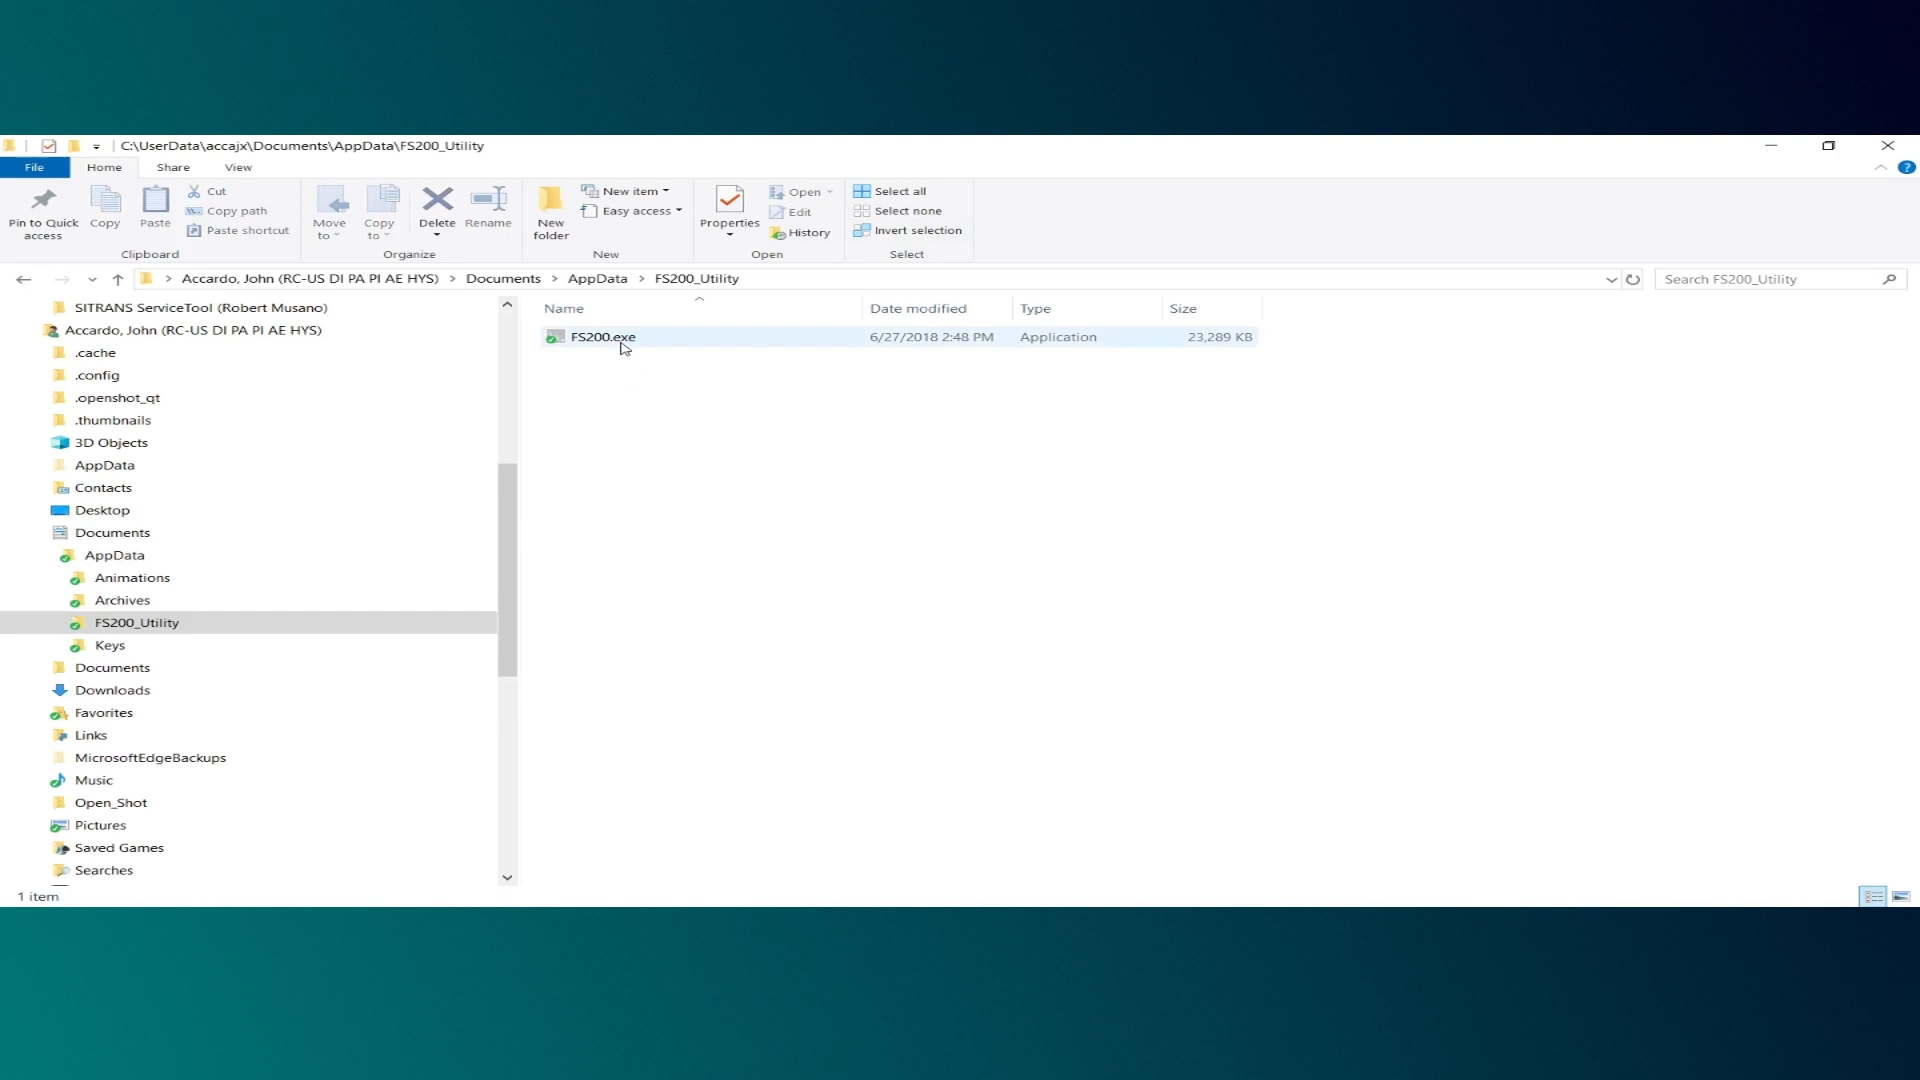 C:\UserData\accajx\Documents\AppData\FS200_Utility
File Home Share View
Pin to Quick access
Copy
Paste
Cut
Copy path
Paste shortcut
Clipboard
Move to
Copy to
Delete
Rename
Organize
New folder
New item
Easy access
New
Properties
Open
Edit
History
Open
Select all
Select none
Invert selection
Select
Accardo, John (RC-US DI PA PI AE HYS) > Documents > AppData > FS200_Utility
Search FS200_Utility
SITRANS ServiceTool (Robert Musano)
Accardo, John (RC-US DI PA PI AE HYS)
.cache
.config
.openshot_qt
.thumbnails
3D Objects
AppData
Contacts
Desktop
Documents
AppData
Animations
Archives
FS200_Utility
Keys
Documents
Downloads
Favorites
Links
MicrosoftEdgeBackups
Music
Open_Shot
Pictures
Saved Games
Searches
Name Date modified Type Size
FS200.exe 6/27/2018 2:48 PM Application 23,289 KB
1 item